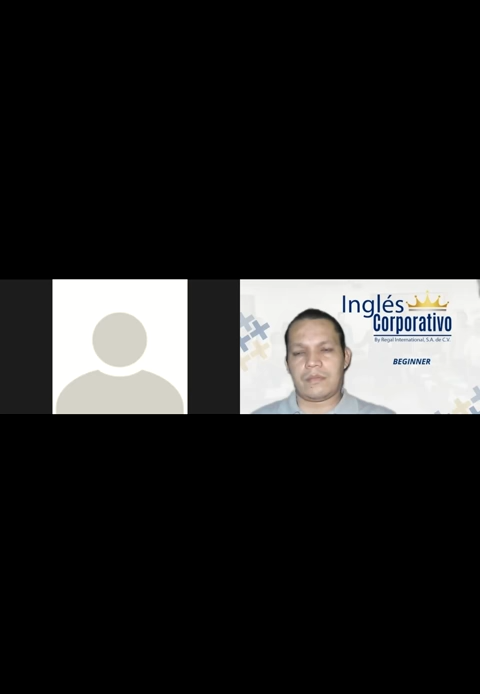 Inglés
Corporativo
By Regal International, S.A. de C.V.
BEGINNER